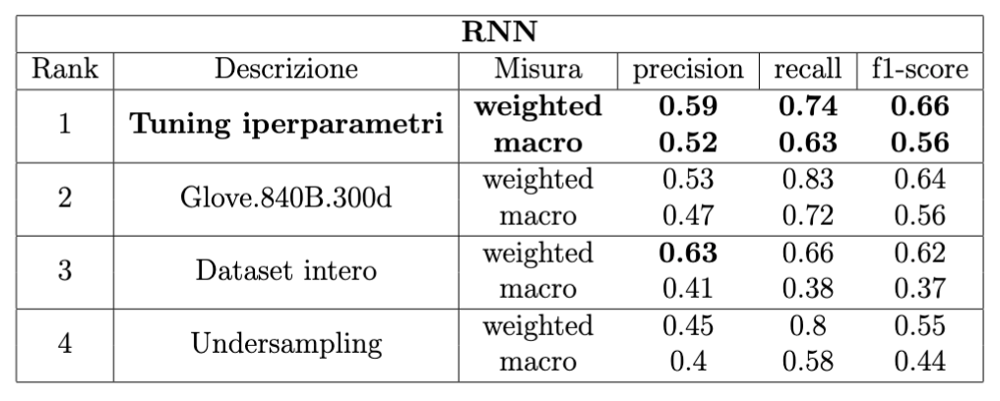 RNN
Rank Descrizione Misura precision recall f1-score
1 Tuning iperparametri weighted 0.59 0.74 0.66
macro 0.52 0.63 0.56
2 Glove.840B.300d weighted 0.53 0.83 0.64
macro 0.47 0.72 0.56
3 Dataset intero weighted 0.63 0.66 0.62
macro 0.41 0.38 0.37
4 Undersampling weighted 0.45 0.8 0.55
macro 0.4 0.58 0.44